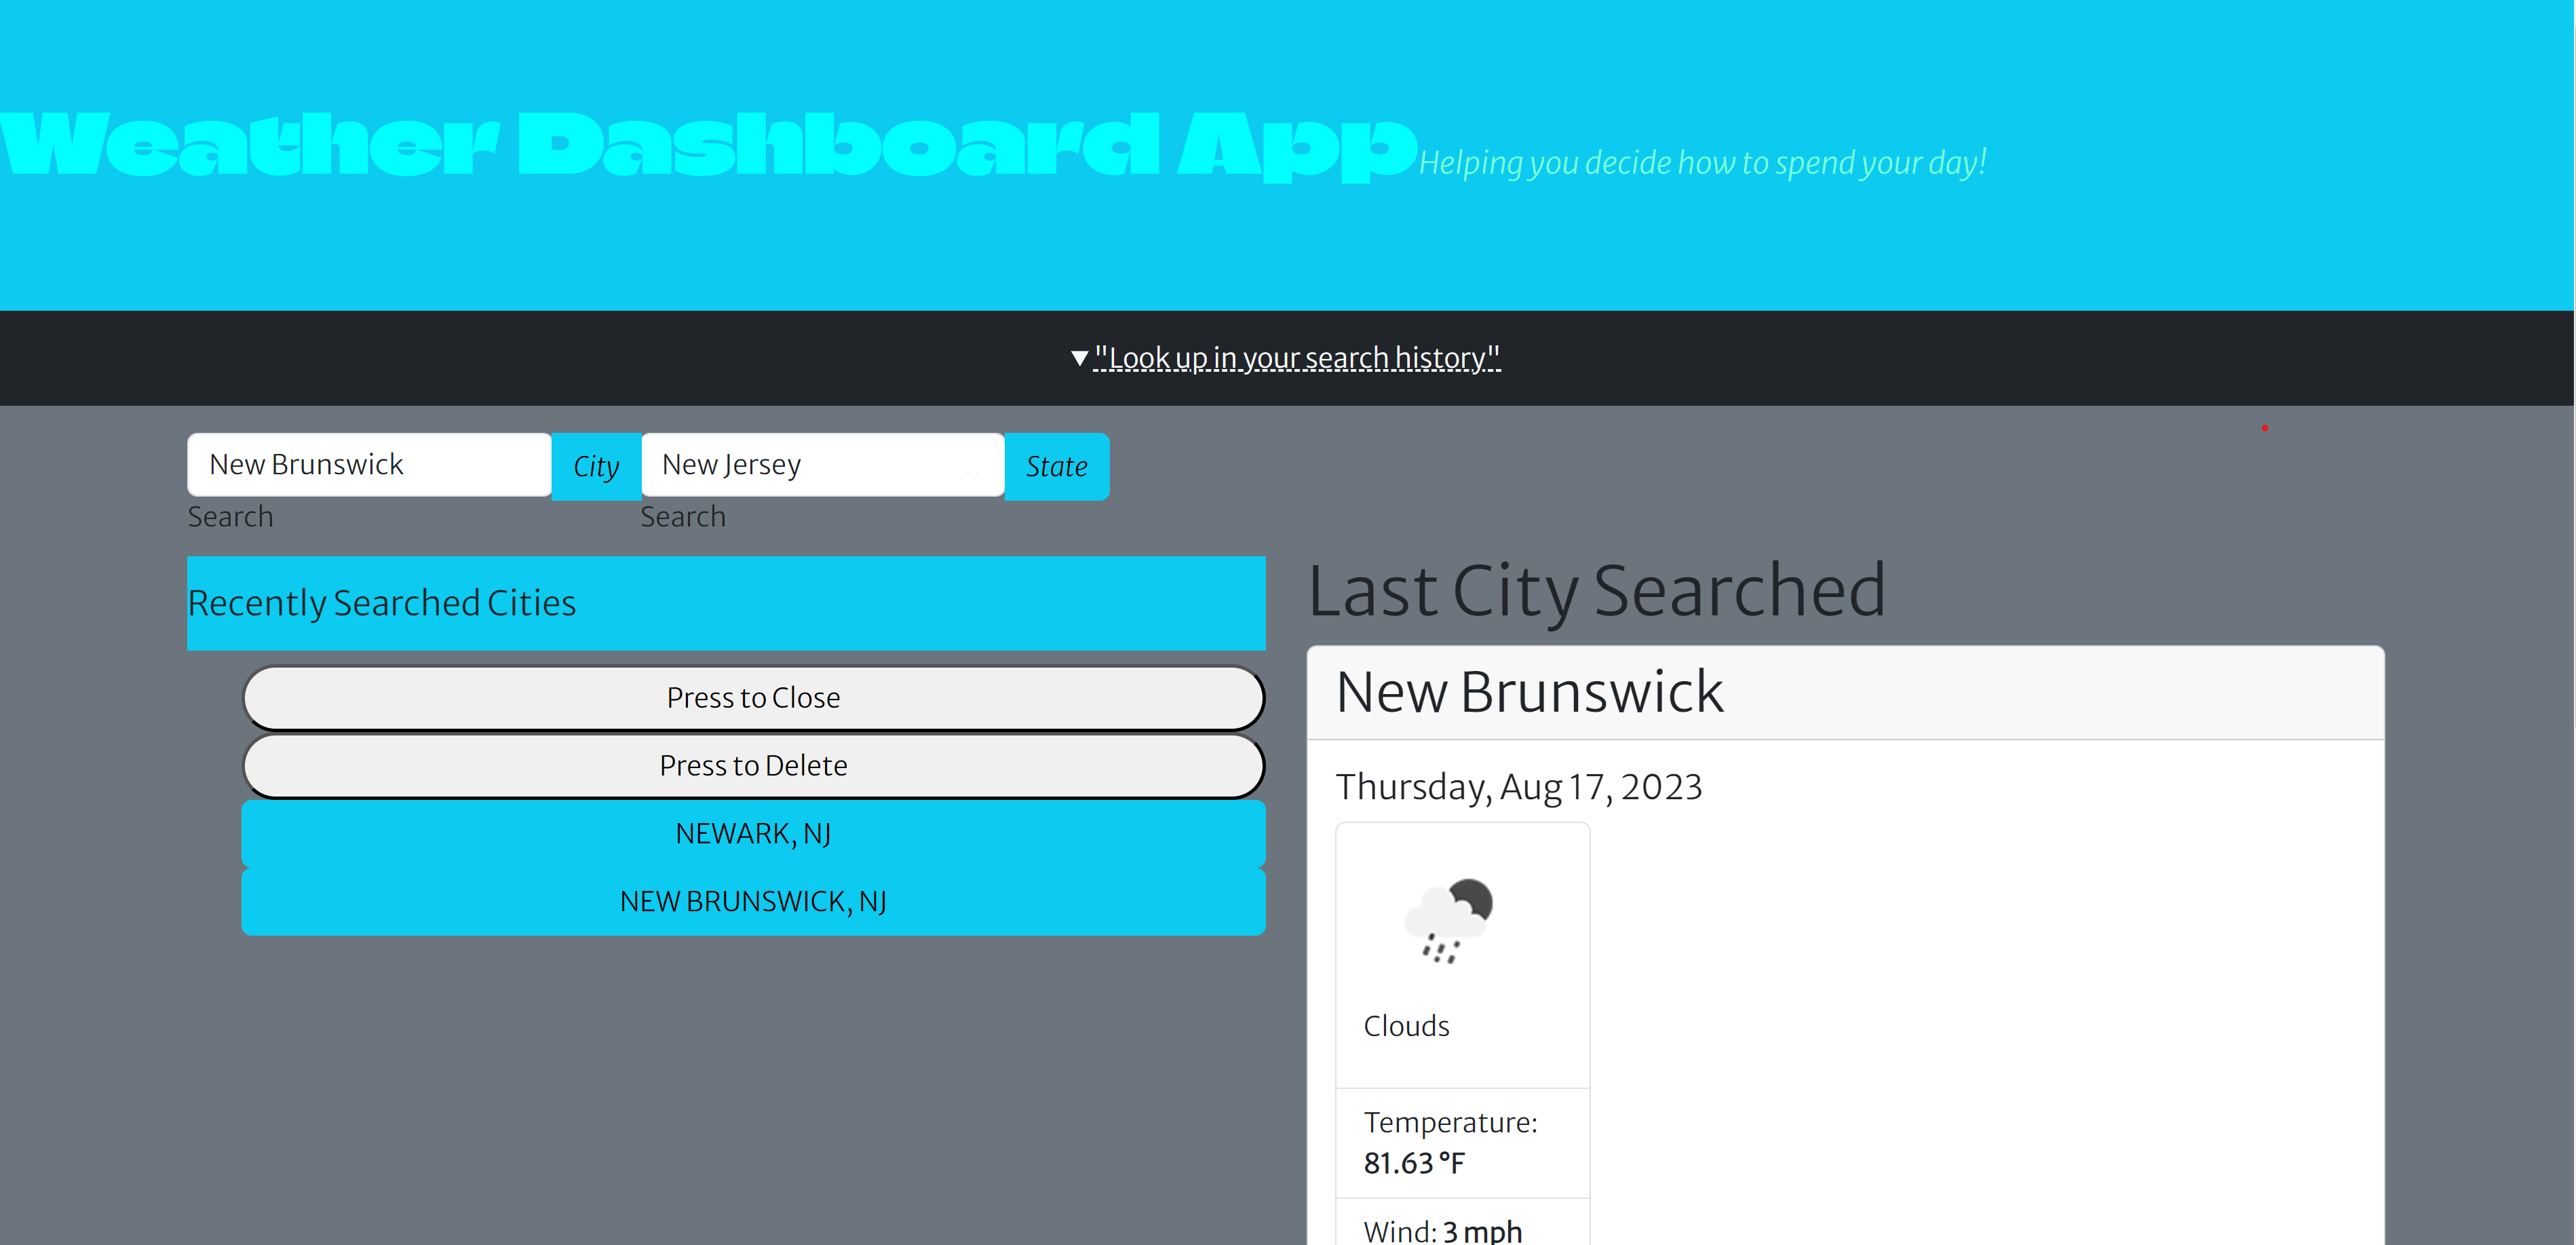 Weather Dashboard App Helping you decide how to spend your day!
▼ "Look up in your search history"
New Brunswick City New Jersey State
Search Search
Recently Searched Cities
Press to Close
Press to Delete
NEWARK, NJ
NEW BRUNSWICK, NJ
Last City Searched
New Brunswick
Thursday, Aug 17, 2023
Clouds
Temperature:
81.63 °F
Wind: 3 mph